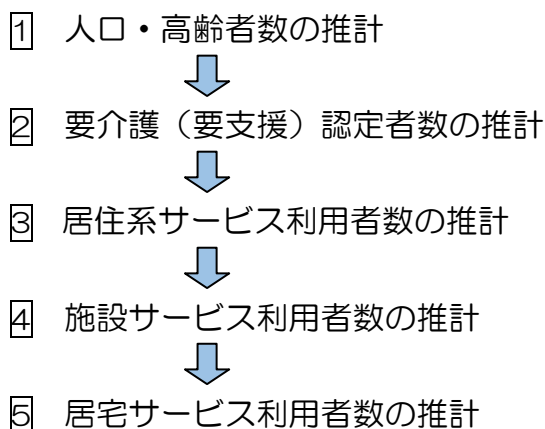 1 人口・高齢者数の推計
2 要介護（要支援）認定者数の推計
3 居住系サービス利用者数の推計
4 施設サービス利用者数の推計
5 居宅サービス利用者数の推計